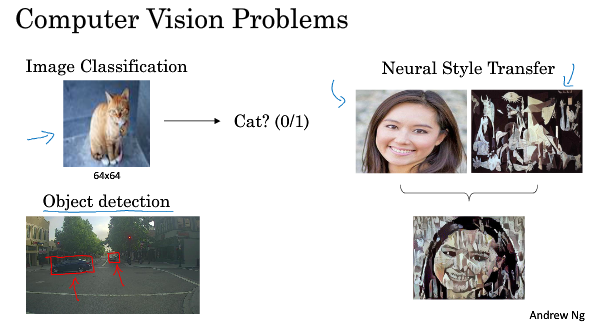 Computer Vision Problems
Image Classification
Cat? (0/1)
64x64
Object detection
Neural Style Transfer
Andrew Ng